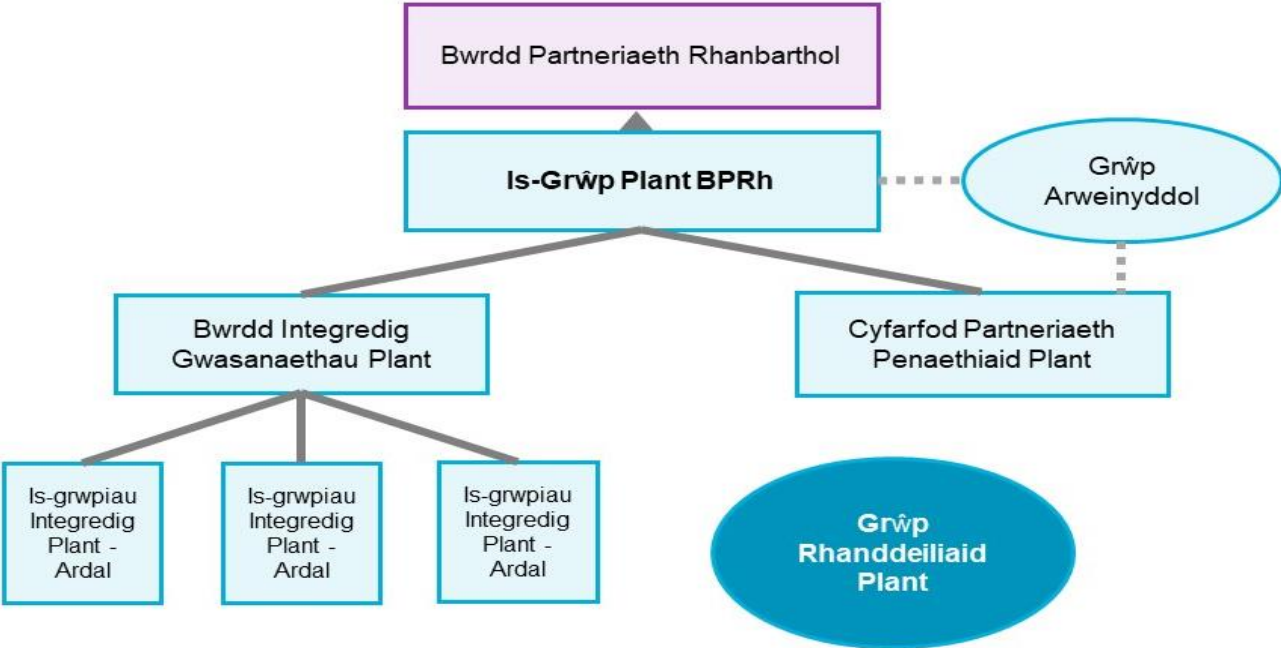 Bwrdd Partneriaeth Rhanbarthol
Is-Grŵp Plant BPRh
Grŵp
Arweinyddol
Bwrdd Integredig
Gwasanaethau Plant
Cyfarfod Partneriaeth
Penaethiaid Plant
Is-grwpiau
Integredig
Plant -
Ardal
Is-grwpiau
Integredig
Plant -
Ardal
Is-grwpiau
Integredig
Plant -
Ardal
Grŵp
Rhanddeiliaid
Plant